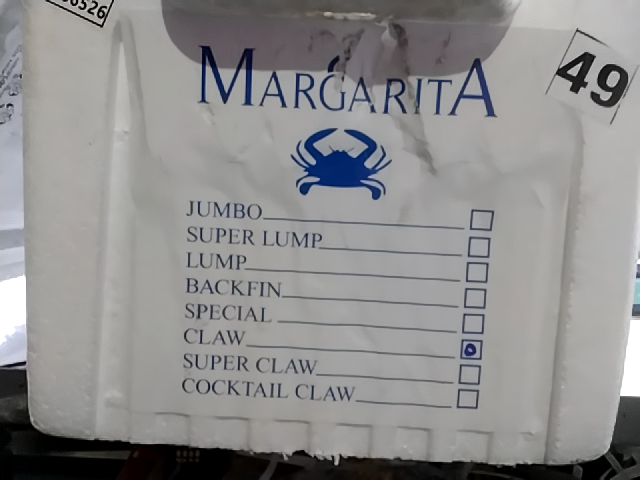 MARGARITA
49
JUMBO
SUPER LUMP
LUMP
BACKFIN
SPECIAL
CLAW
SUPER CLAW
COCKTAIL CLAW